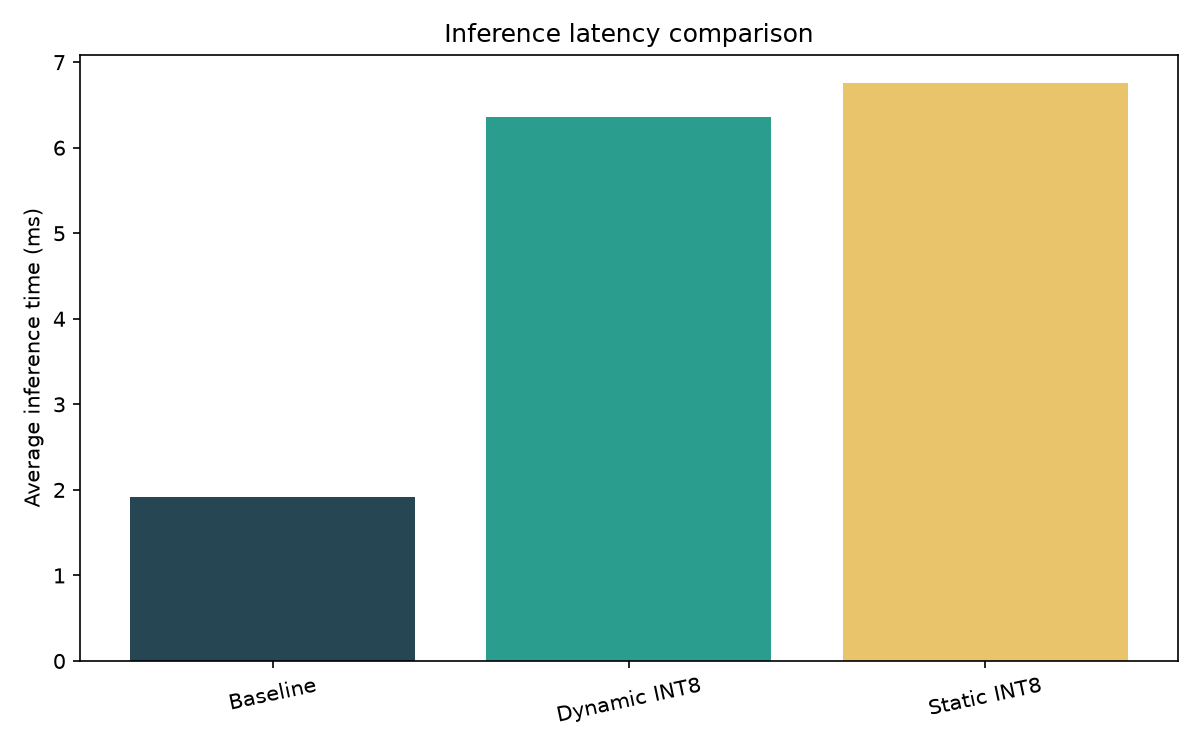 Inference latency comparison
Average inference time (ms)
7
6
5
4
3
2
1
0
Baseline
Dynamic INT8
Static INT8